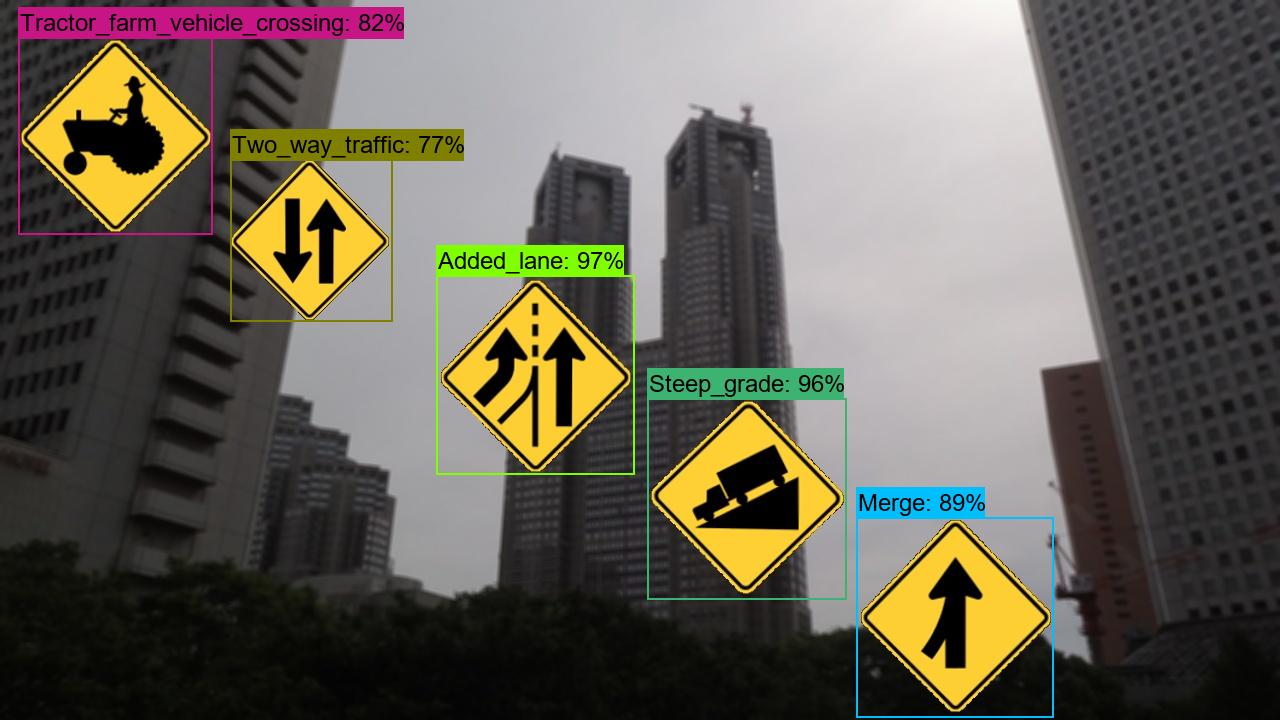 Tractor_farm_vehicle_crossing: 82%
Two_way_traffic: 77%
Added_lane: 97%
Steep_grade: 96%
Merge: 89%